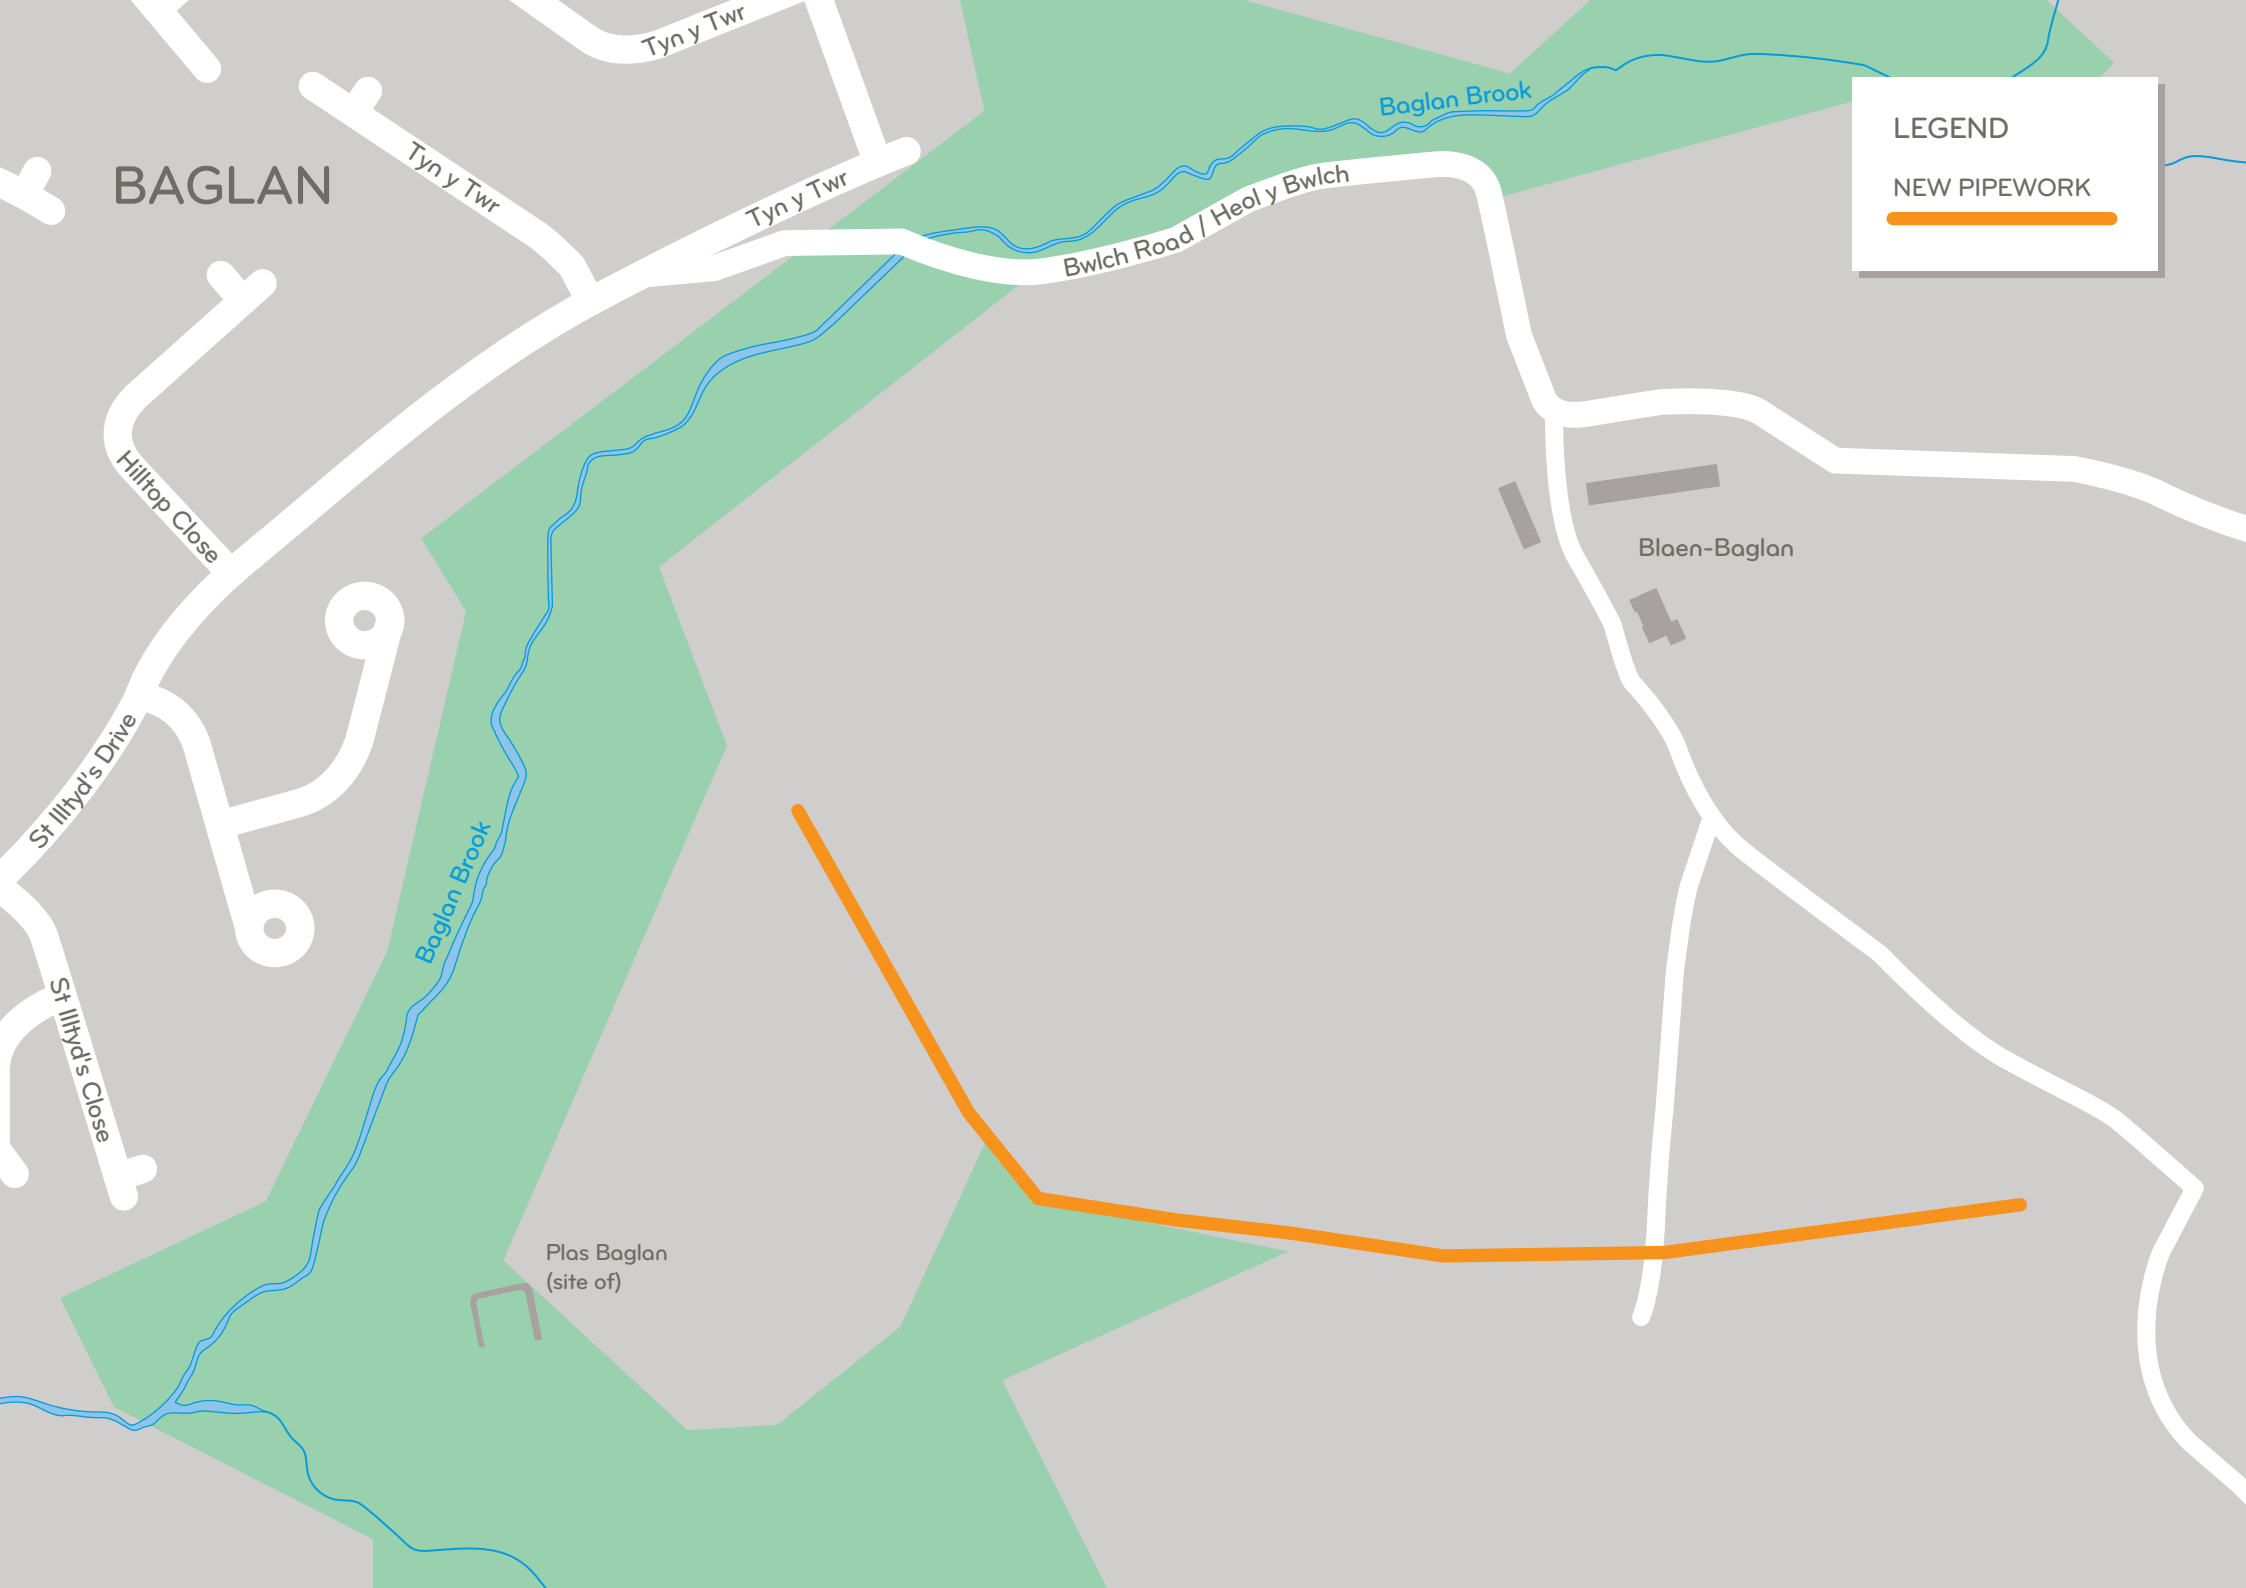 Tyn y Twr
Baglan Brook
LEGEND
NEW PIPEWORK
BAGLAN
Tyn y Twr
Tyn y Twr
Bwlch Road / Heol y Bwlch
Hilltop Close
Blaen-Baglan
St Illtyd's Drive
Baglan Brook
St Illtyd's Close
Plas Baglan
(site of)